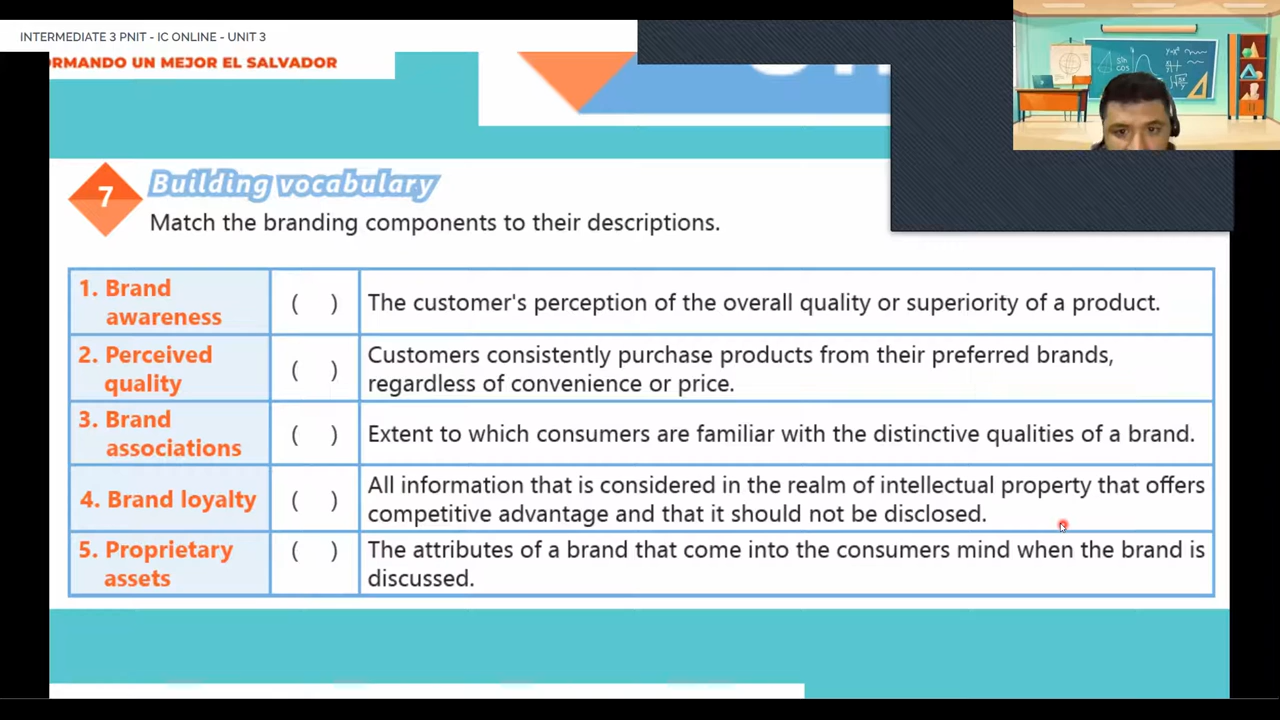 INTERMEDIATE 3 PNIT - IC ONLINE - UNIT 3
ORMANDO UN MEJOR EL SALVADOR
7
Building vocabulary
Match the branding components to their descriptions.
1. Brand awareness ( ) The customer's perception of the overall quality or superiority of a product.
2. Perceived quality ( ) Customers consistently purchase products from their preferred brands,
regardless of convenience or price.
3. Brand associations ( ) Extent to which consumers are familiar with the distinctive qualities of a brand.
4. Brand loyalty ( ) All information that is considered in the realm of intellectual property that offers
competitive advantage and that it should not be disclosed.
5. Proprietary assets ( ) The attributes of a brand that come into the consumers mind when the brand is
discussed.
sin
cos